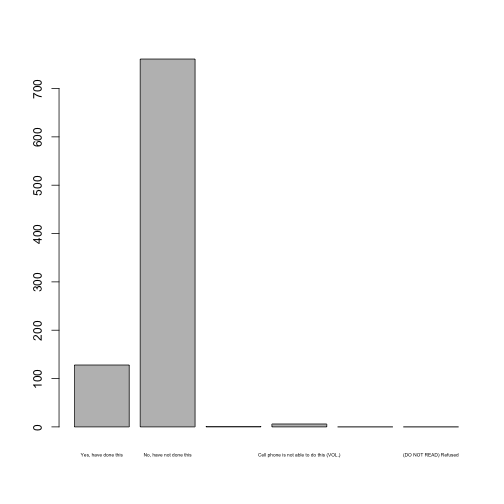 700
600
500
400
300
200
100
0
Yes, have done this
No, have not done this
Cell phone is not able to do this (VOL.)
(DO NOT READ) Refused